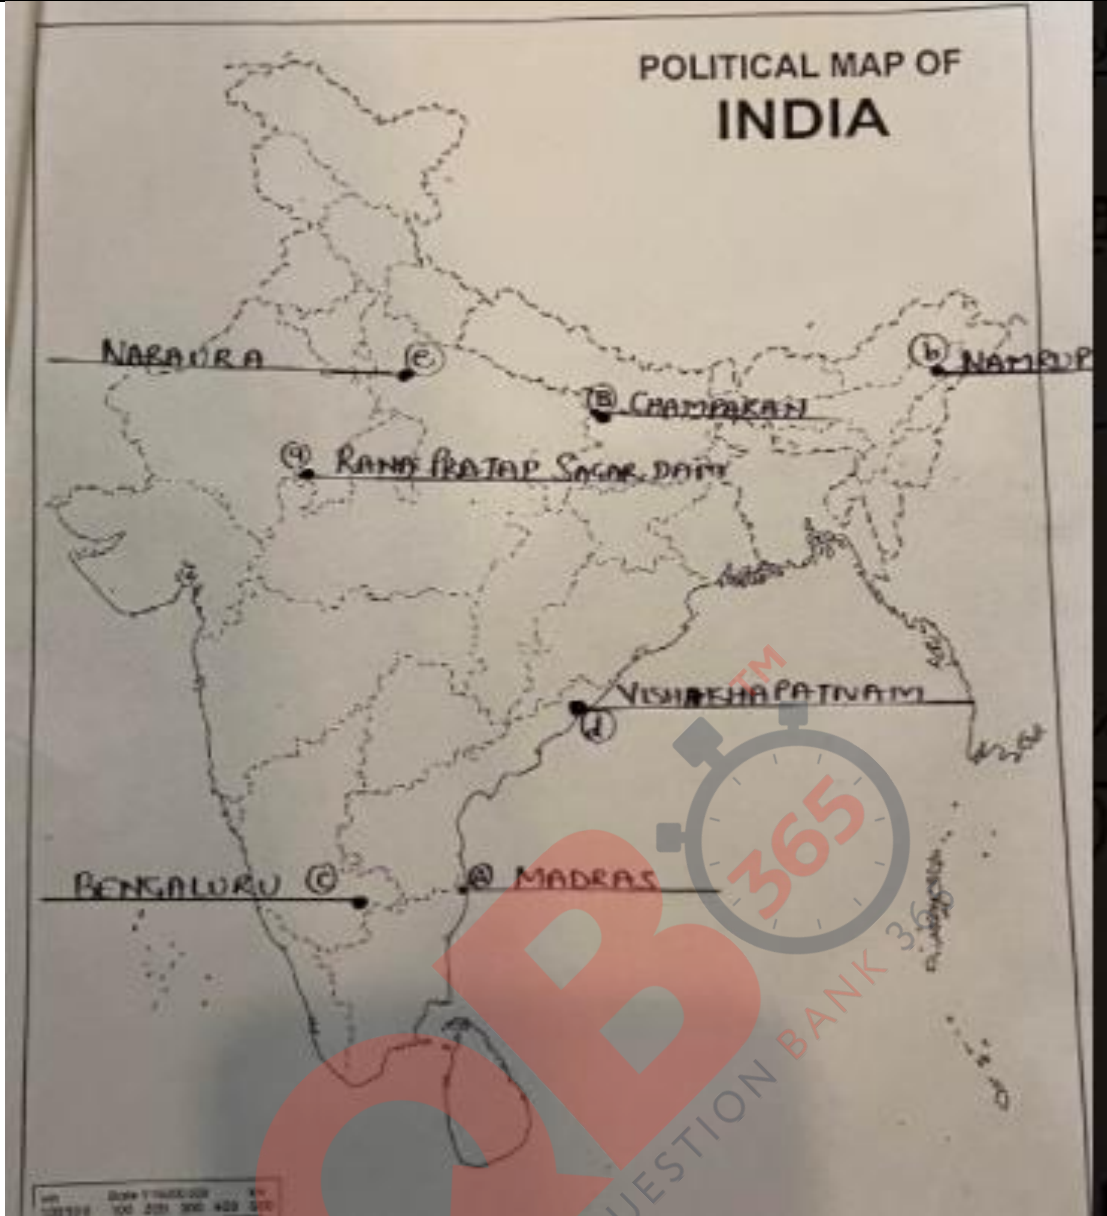 POLITICAL MAP OF
INDIA
NARAURA
e
b NAMRUP
B CHAMPARAN
a RANA PRATAP SAGAR DAM
VISHAKHAPATNAM
d
TM
365
BENGALURU c
a MADRAS
QB
QUESTION BANK 365